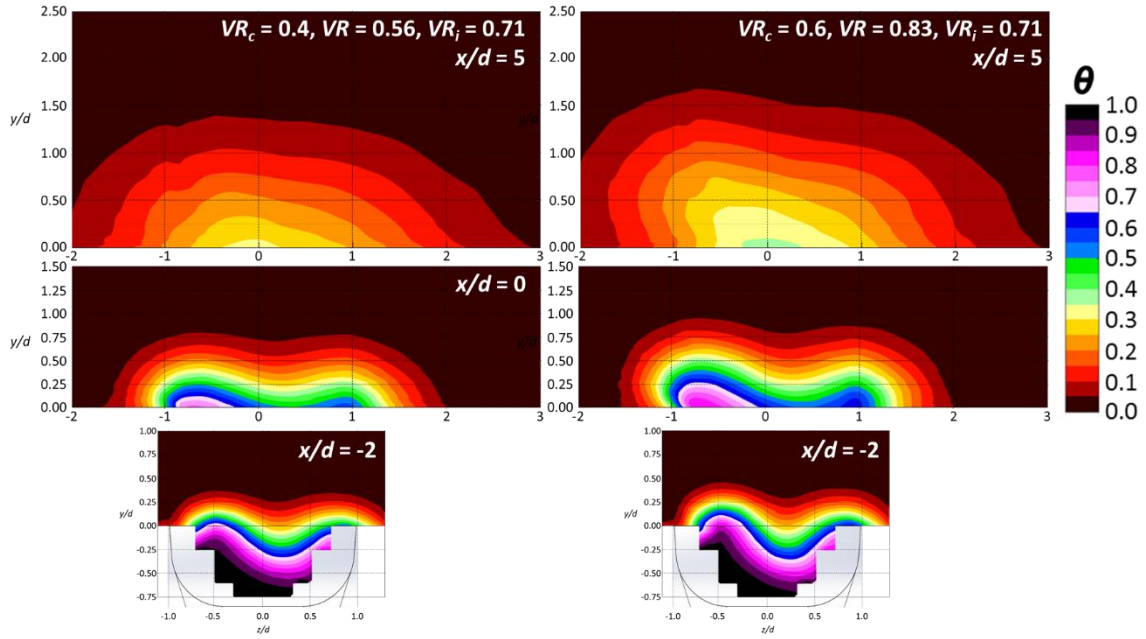 VRc = 0.4, VR = 0.56, VRi = 0.71
x/d = 5
2.50
2.00
1.50
y/d
1.00
0.50
0.00
-2 -1 0 1 2 3
VRc = 0.6, VR = 0.83, VRi = 0.71
x/d = 5
2.50
2.00
1.50
y/d
1.00
0.50
0.00
-2 -1 0 1 2 3
θ
1.0
0.9
0.8
0.7
0.6
0.5
0.4
0.3
0.2
0.1
0.0
x/d = 0
1.50
1.25
1.00
y/d
0.75
0.50
0.25
0.00
-2 -1 0 1 2 3
x/d = 0
1.50
1.25
1.00
y/d
0.75
0.50
0.25
0.00
-2 -1 0 1 2 3
x/d = -2
1.00
0.75
0.50
0.25
y/d
0.00
-0.25
-0.50
-0.75
-1.0 -0.5 0.0 0.5 1.0
z/d
x/d = -2
1.00
0.75
0.50
0.25
y/d
0.00
-0.25
-0.50
-0.75
-1.0 -0.5 0.0 0.5 1.0
z/d